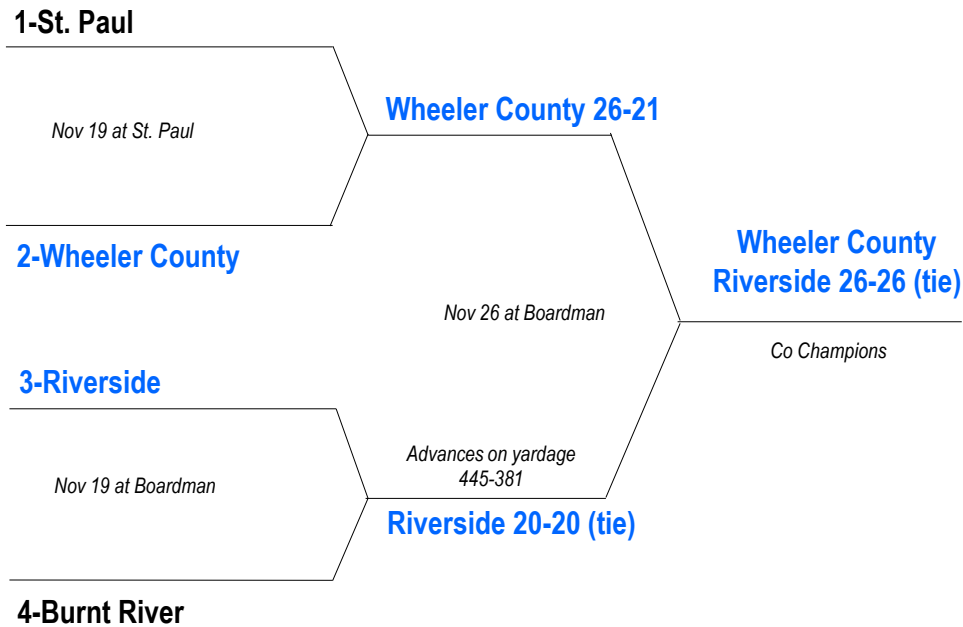 1-St. Paul
Nov 19 at St. Paul
Wheeler County 26-21
2-Wheeler County
Wheeler County
Riverside 26-26 (tie)
Nov 26 at Boardman
Co Champions
3-Riverside
Nov 19 at Boardman
Advances on yardage
445-381
Riverside 20-20 (tie)
4-Burnt River